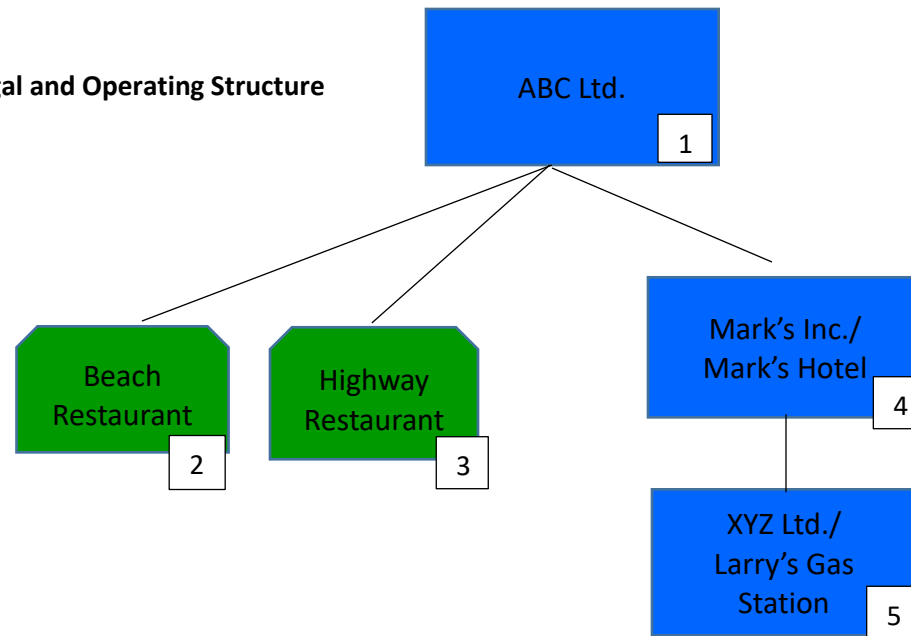 gal and Operating Structure
ABC Ltd.
1
Beach
Restaurant
2
Highway
Restaurant
3
Mark’s Inc./
Mark’s Hotel
4
XYZ Ltd./
Larry’s Gas
Station
5